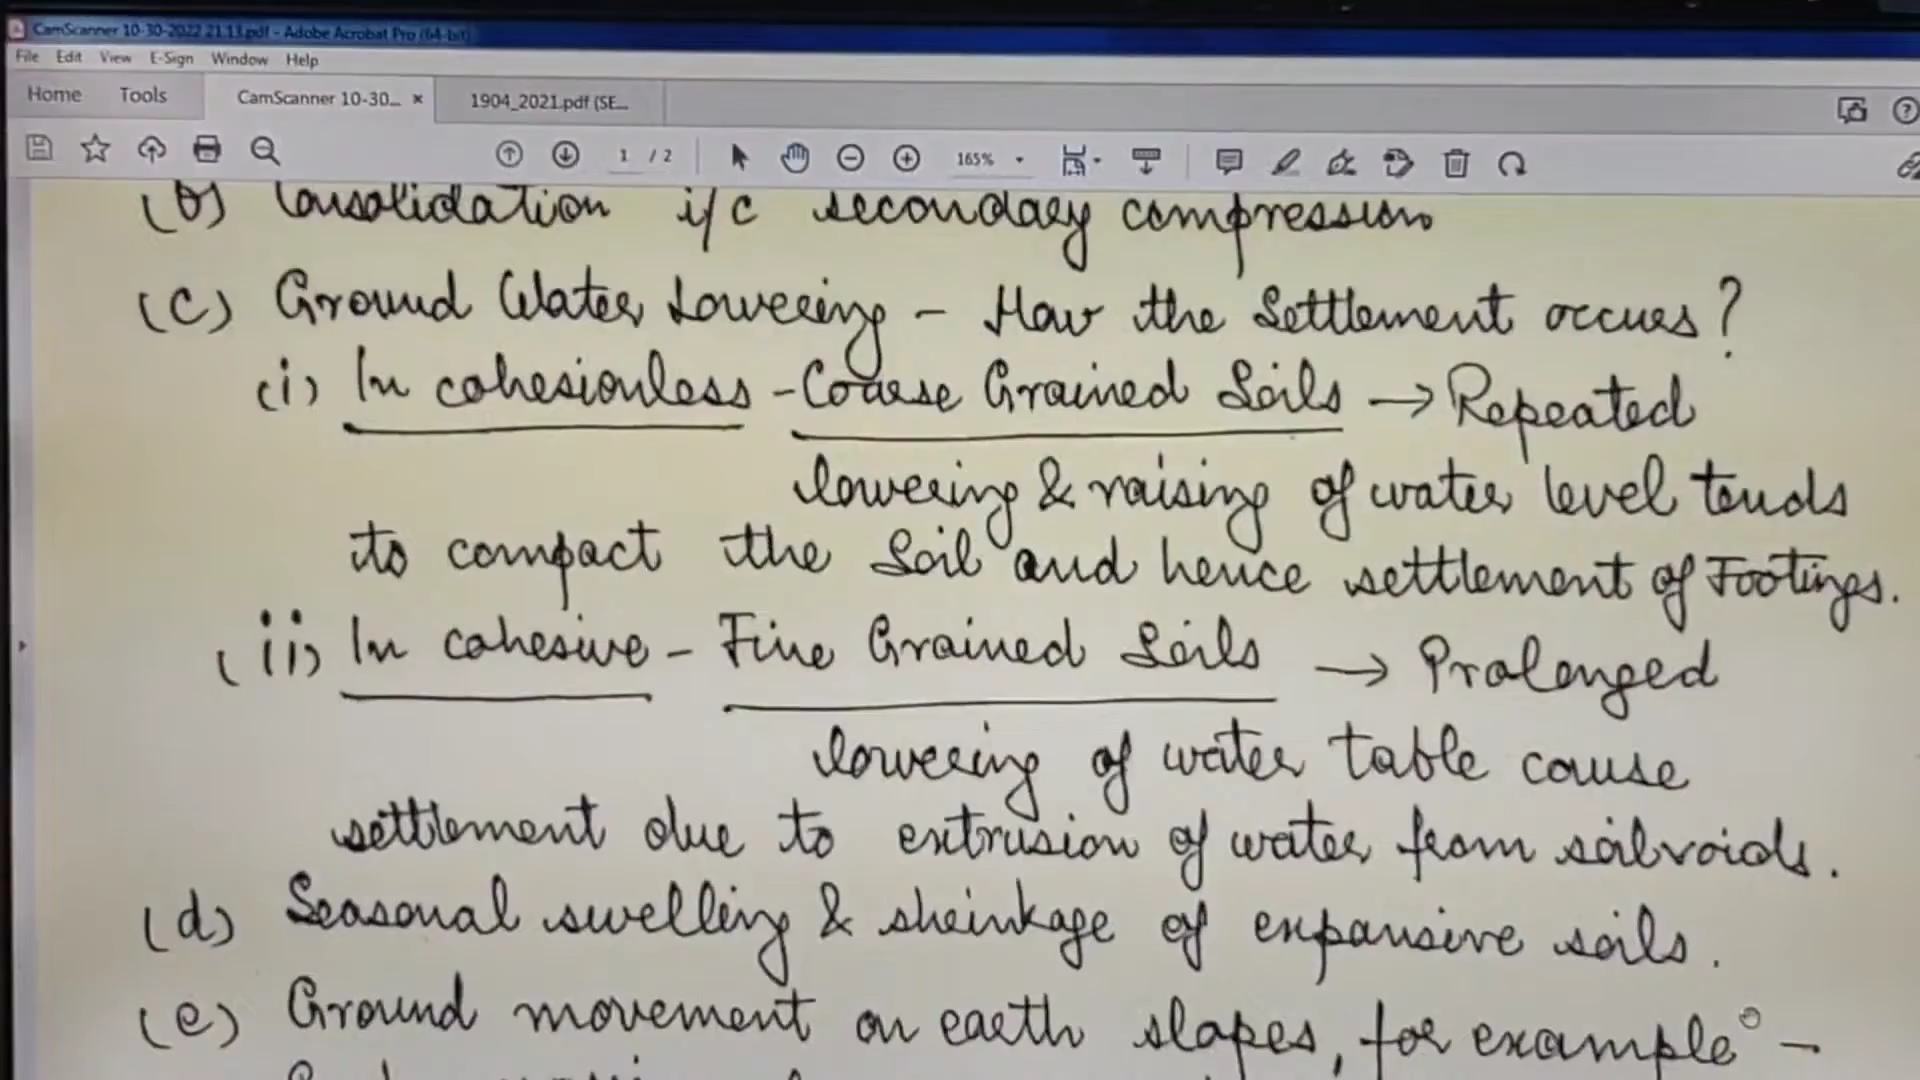 CamScanner 10-30-2022 21.13.pdf - Adobe Acrobat Pro (64-bit)
File Edit View E-Sign Window Help
Home Tools CamScanner 10-30... × 1904_2021.pdf (SE...
1 / 2 165%
(b) Consolidation i/c secondary compression
(c) Ground Water Lowering - How the Settlement occurs?
(i) In cohesionless - Coarse Grained Soils → Repeated
lowering & raising of water level tends
to compact the Soil and hence settlement of Footings.
(ii) In cohesive - Fine Grained Soils → Prolonged
lowering of water table cause
settlement due to extrusion of water from soilvoids.
(d) Seasonal swelling & shrinkage of expansive soils.
(e) Ground movement on earth slopes, for example -